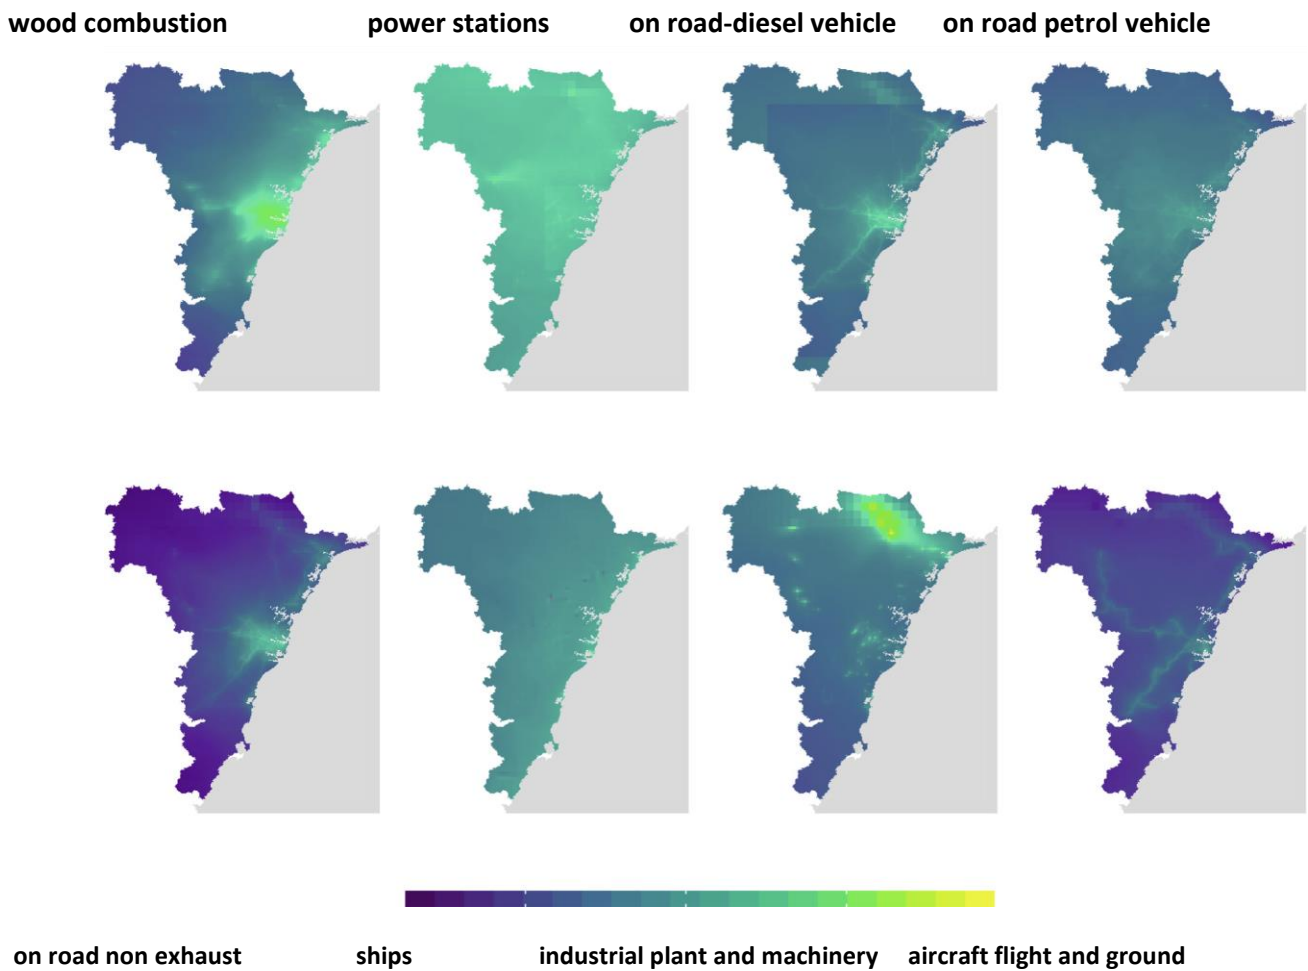 wood combustion power stations on road-diesel vehicle on road petrol vehicle
on road non exhaust ships industrial plant and machinery aircraft flight and ground